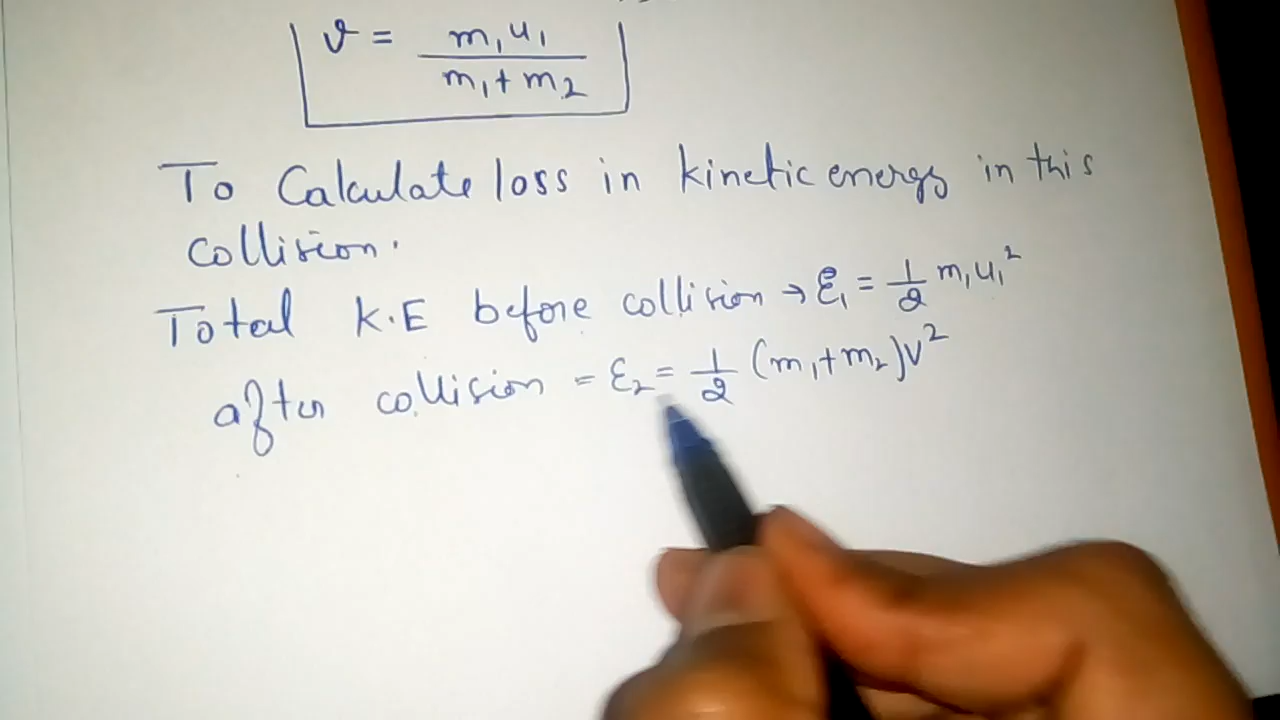 v = m₁u₁ / m₁+m₂
To Calculate loss in kinetic energy in this
collision.
Total K.E before collision → E₁ = 1/2 m₁u₁²
after collision = E₂ = 1/2 (m₁+m₂)V²